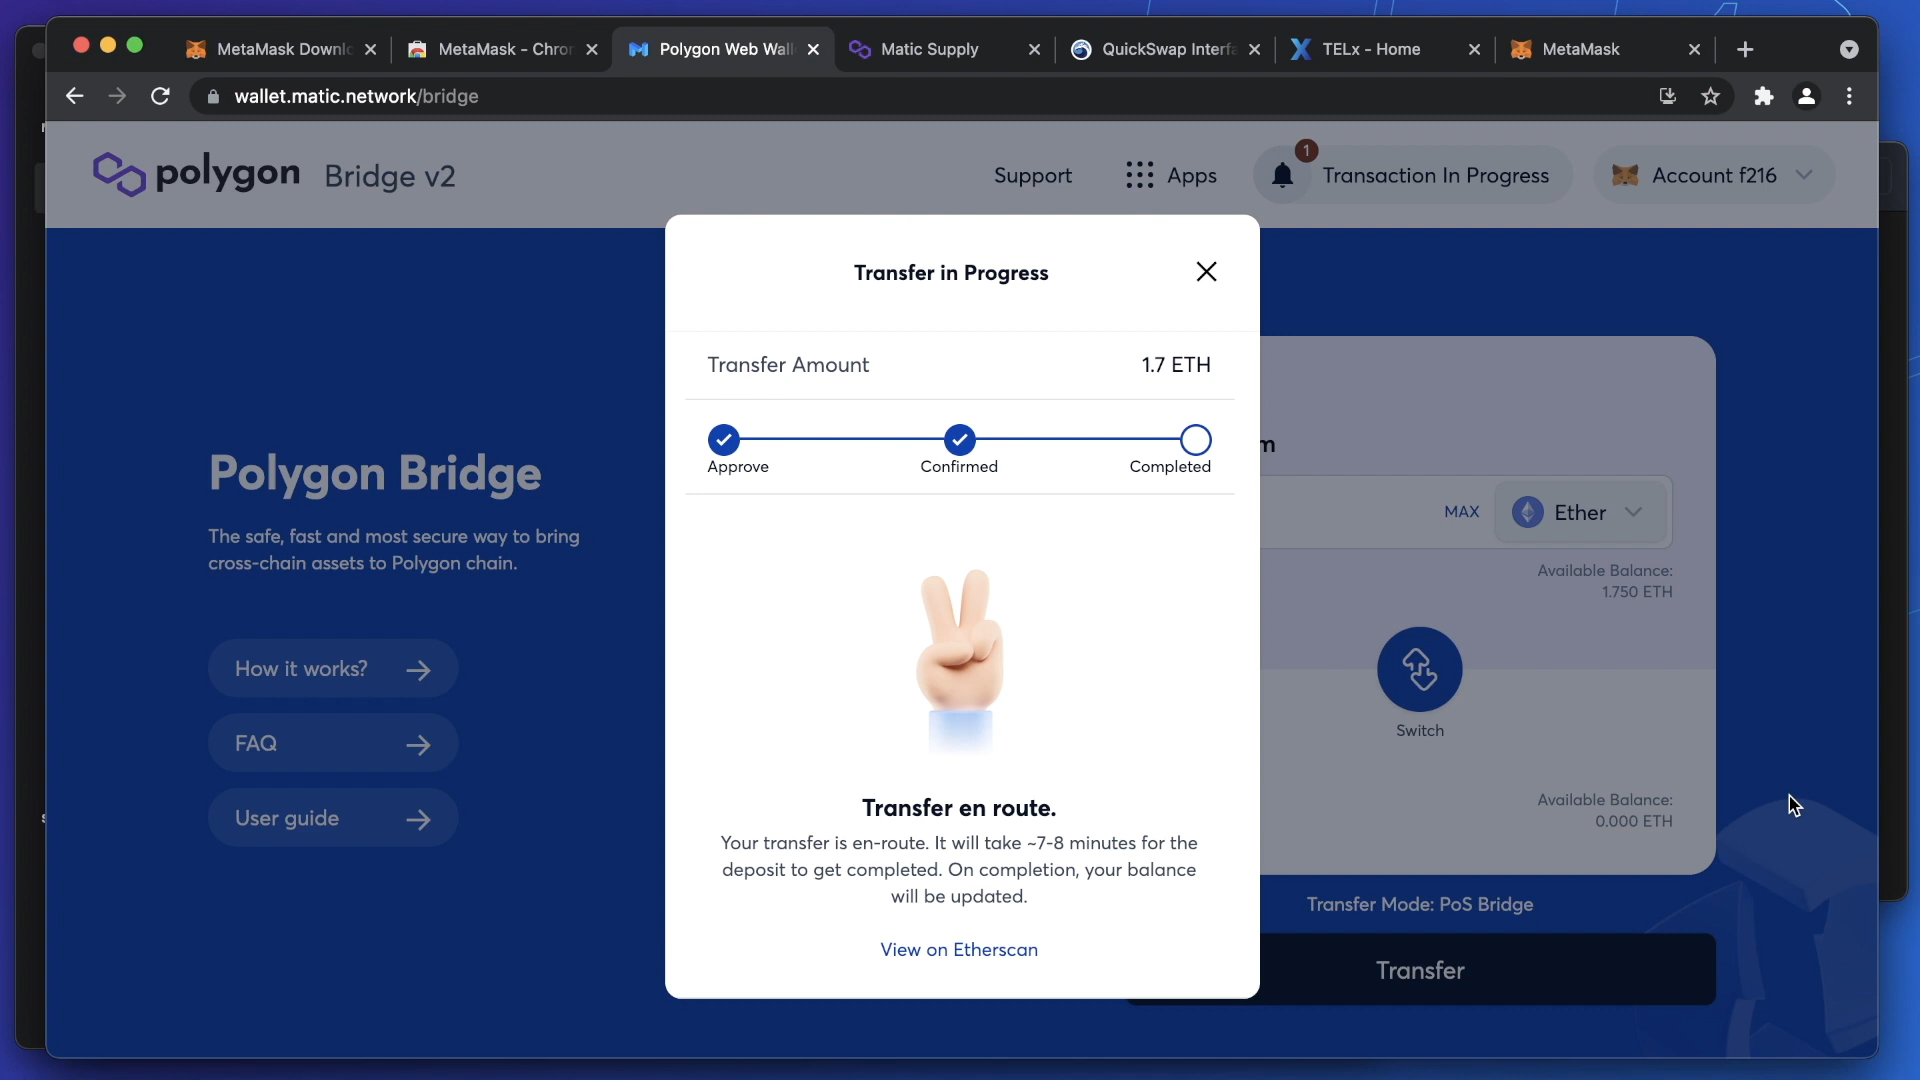 MetaMask Downlo
MetaMask - Chron
Polygon Web Wall
Matic Supply
QuickSwap Interfa
TELx - Home
MetaMask
wallet.matic.network/bridge
polygon Bridge v2
Support
Apps
1
Transaction In Progress
Account f216
Transfer in Progress
Transfer Amount 1.7 ETH
Approve Confirmed Completed
Transfer en route.
Your transfer is en-route. It will take ~7-8 minutes for the
deposit to get completed. On completion, your balance
will be updated.
View on Etherscan
Polygon Bridge
The safe, fast and most secure way to bring
cross-chain assets to Polygon chain.
How it works?
FAQ
User guide
m
MAX
Ether
Available Balance:
1.750 ETH
Switch
Available Balance:
0.000 ETH
Transfer Mode: PoS Bridge
Transfer